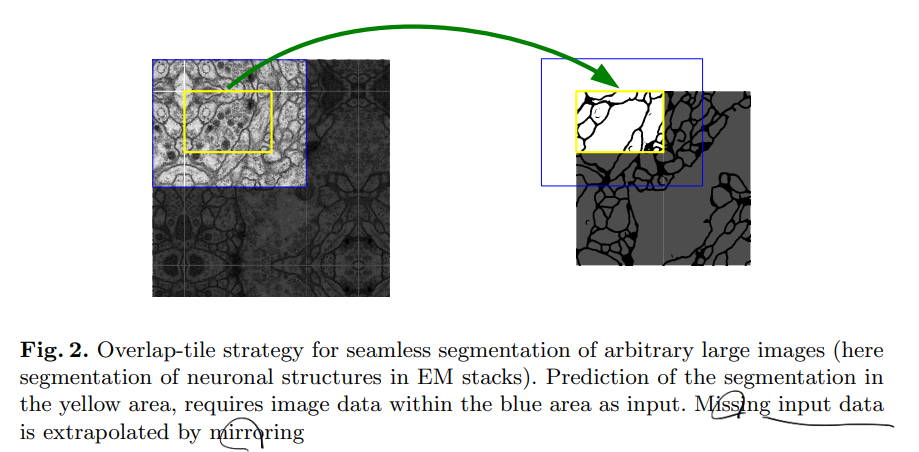 Fig. 2. Overlap-tile strategy for seamless segmentation of arbitrary large images (here
segmentation of neuronal structures in EM stacks). Prediction of the segmentation in
the yellow area, requires image data within the blue area as input. Missing input data
is extrapolated by mirroring